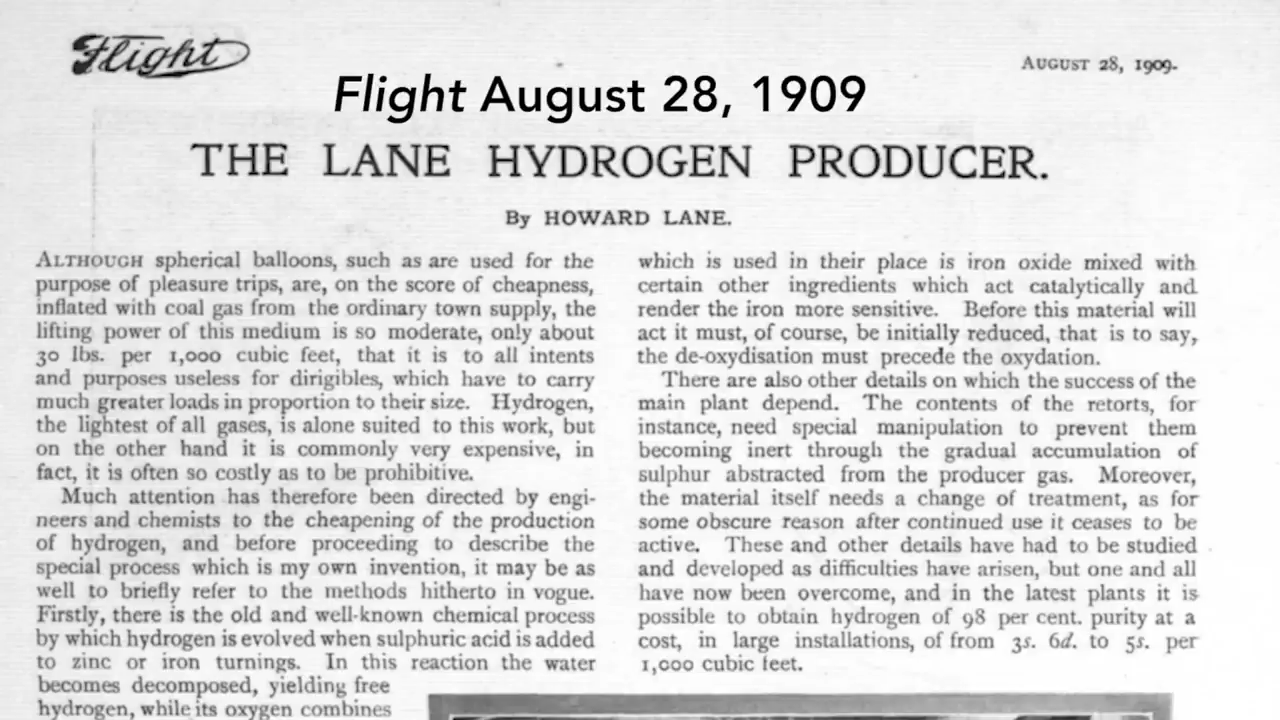 Flight
AUGUST 28, 1909.
Flight August 28, 1909
THE LANE HYDROGEN PRODUCER.
By HOWARD LANE.
ALTHOUGH spherical balloons, such as are used for the
purpose of pleasure trips, are, on the score of cheapness,
inflated with coal gas from the ordinary town supply, the
lifting power of this medium is so moderate, only about
30 lbs. per 1,000 cubic feet, that it is to all intents
and purposes useless for dirigibles, which have to carry
much greater loads in proportion to their size. Hydrogen,
the lightest of all gases, is alone suited to this work, but
on the other hand it is commonly very expensive, in
fact, it is often so costly as to be prohibitive.
Much attention has therefore been directed by engi-
neers and chemists to the cheapening of the production
of hydrogen, and before proceeding to describe the
special process which is my own invention, it may be as
well to briefly refer to the methods hitherto in vogue.
Firstly, there is the old and well-known chemical process
by which hydrogen is evolved when sulphuric acid is added
to zinc or iron turnings. In this reaction the water
becomes decomposed, yielding free
hydrogen, while its oxygen combines
which is used in their place is iron oxide mixed with
certain other ingredients which act catalytically and
render the iron more sensitive. Before this material will
act it must, of course, be initially reduced, that is to say,
the de-oxydisation must precede the oxydation.
There are also other details on which the success of the
main plant depend. The contents of the retorts, for
instance, need special manipulation to prevent them
becoming inert through the gradual accumulation of
sulphur abstracted from the producer gas. Moreover,
the material itself needs a change of treatment, as for
some obscure reason after continued use it ceases to be
active. These and other details have had to be studied
and developed as difficulties have arisen, but one and all
have now been overcome, and in the latest plants it is
possible to obtain hydrogen of 98 per cent. purity at a
cost, in large installations, of from 3s. 6d. to 5s. per
1,000 cubic feet.